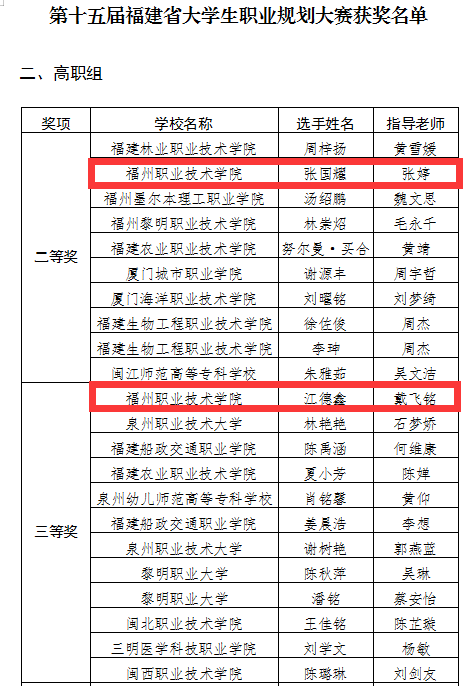 第十五届福建省大学生职业规划大赛获奖名单
二、高职组
奖项 学校名称 选手姓名 指导老师
二等奖
福建林业职业技术学院 周梓扬 黄雪媛
福州职业技术学院 张国耀 张婷
福州墨尔本理工职业学院 汤绍鹏 魏文思
福州黎明职业技术学院 林崇炤 毛永千
福建农业职业技术学院 努尔曼·买合 黄靖
厦门城市职业学院 谢源丰 周宇哲
厦门海洋职业技术学院 刘曜铭 刘梦绮
福建生物工程职业技术学院 徐佐俊 周杰
福建生物工程职业技术学院 李珅 周杰
闽江师范高等专科学校 朱雅茹 吴文洁
三等奖
福州职业技术学院 江德鑫 戴飞铭
泉州职业技术大学 林艳艳 石梦娇
福建船政交通职业学院 陈禹涵 何维康
福建农业职业技术学院 夏小芳 陈婵
泉州幼儿师范高等专科学校 肖铭馨 黄仰
福建船政交通职业学院 姜晨浩 李想
泉州职业技术大学 谢树艳 郭燕蓝
黎明职业大学 陈秋萍 吴琳
黎明职业大学 潘铭 蔡安怡
闽北职业技术学院 王佳铭 陈芷璇
三明医学科技职业学院 刘学文 杨敏
闽西职业技术学院 陈璐琳 刘剑友